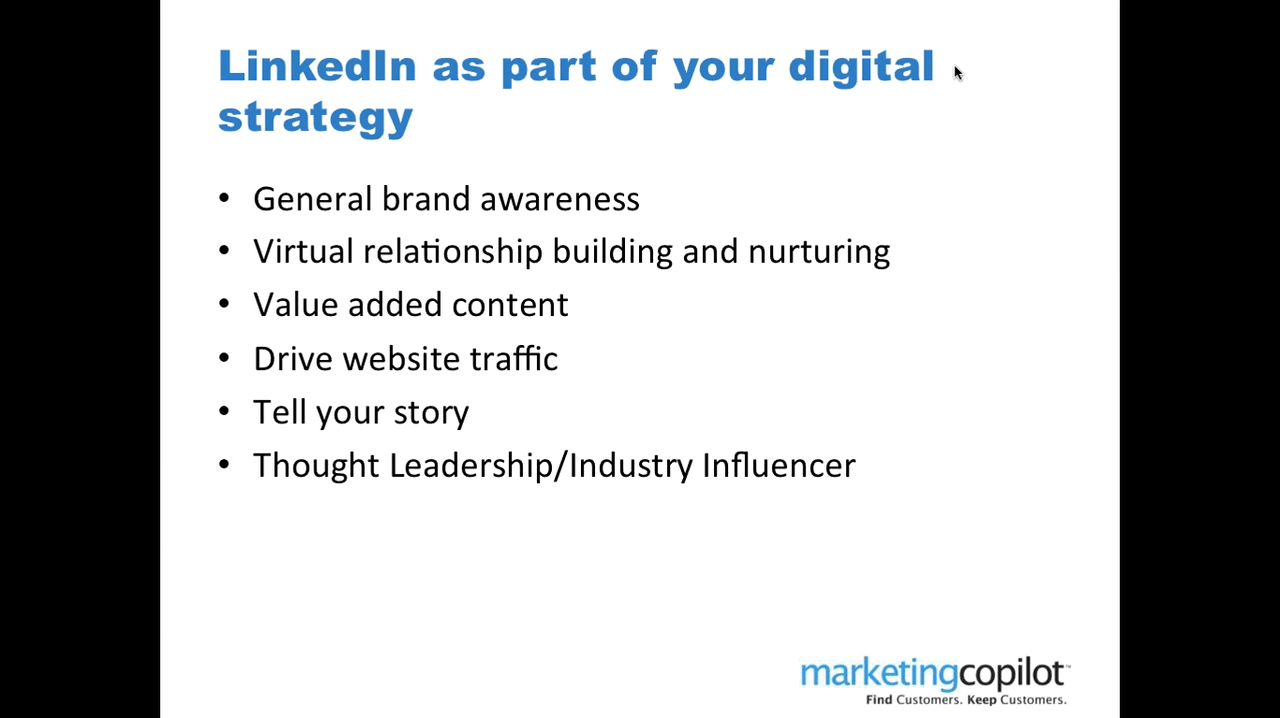 LinkedIn as part of your digital
strategy
• General brand awareness
• Virtual relationship building and nurturing
• Value added content
• Drive website traffic
• Tell your story
• Thought Leadership/Industry Influencer
marketingcopilot™
Find Customers. Keep Customers.